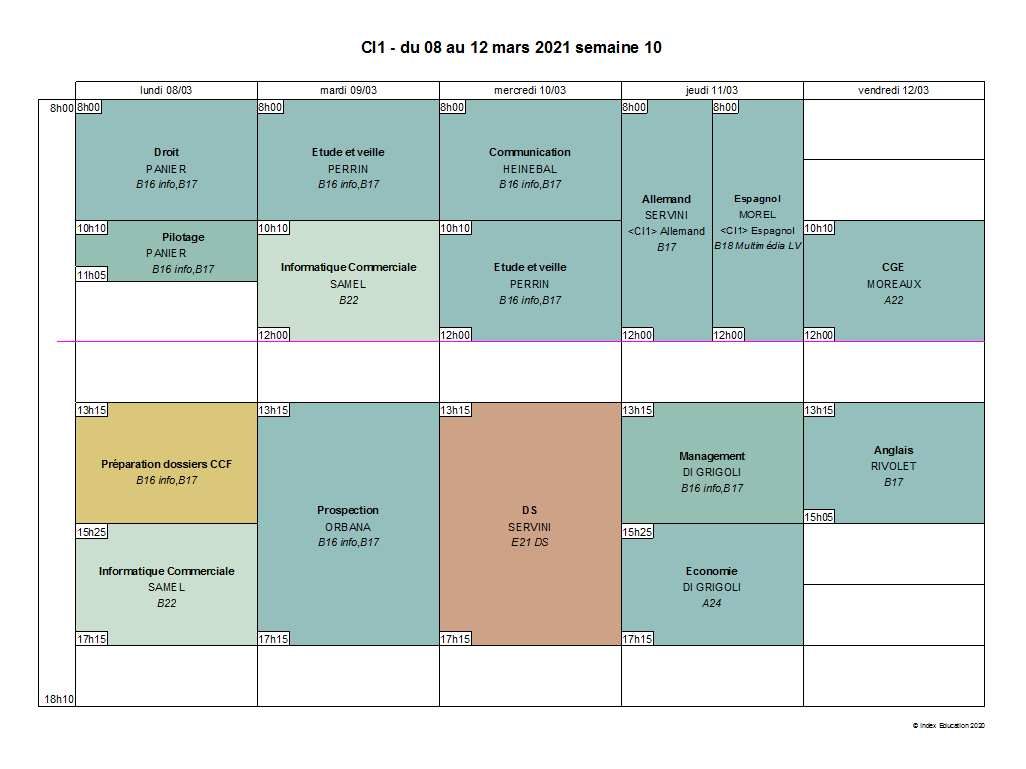 CI1 - du 08 au 12 mars 2021 semaine 10
lundi 08/03
mardi 09/03
mercredi 10/03
jeudi 11/03
vendredi 12/03
8h00
18h10
8h00
Droit
PANIER
B16 info,B17
10h10
Pilotage
PANIER
B16 info,B17
11h05
13h15
Préparation dossiers CCF
B16 info,B17
15h25
Informatique Commerciale
SAMEL
B22
17h15
8h00
Etude et veille
PERRIN
B16 info,B17
10h10
Informatique Commerciale
SAMEL
B22
12h00
13h15
Prospection
ORBANA
B16 info,B17
17h15
8h00
Communication
HEINEBAL
B16 info,B17
10h10
Etude et veille
PERRIN
B16 info,B17
12h00
13h15
DS
SERVINI
E21 DS
17h15
8h00
Allemand
SERVINI
<CI1> Allemand
B17
12h00
8h00
Espagnol
MOREL
<CI1> Espagnol
B18 Multimédia LV
12h00
13h15
Management
DI GRIGOLI
B16 info,B17
15h25
Economie
DI GRIGOLI
A24
17h15
10h10
CGE
MOREAUX
A22
12h00
13h15
Anglais
RIVOLET
B17
15h05
© Index Education 2020